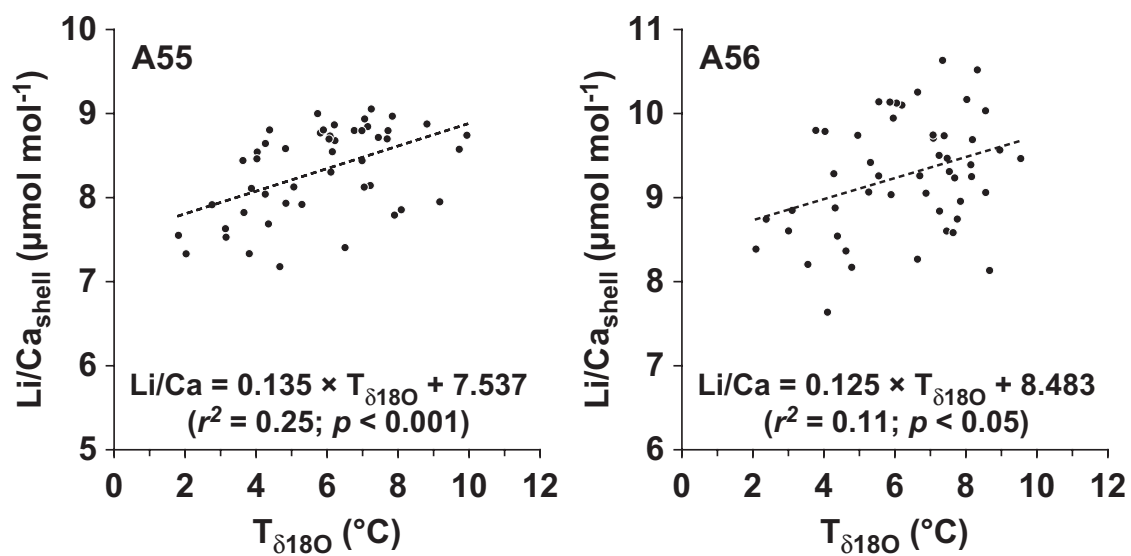 A55
Li/Ca_shell (µmol mol⁻¹)
10
9
8
7
6
5
Li/Ca = 0.135 × T_δ18O + 7.537
(r² = 0.25; p < 0.001)
0 2 4 6 8 10 12
T_δ18O (°C)
A56
Li/Ca_shell (µmol mol⁻¹)
11
10
9
8
7
6
Li/Ca = 0.125 × T_δ18O + 8.483
(r² = 0.11; p < 0.05)
0 2 4 6 8 10 12
T_δ18O (°C)